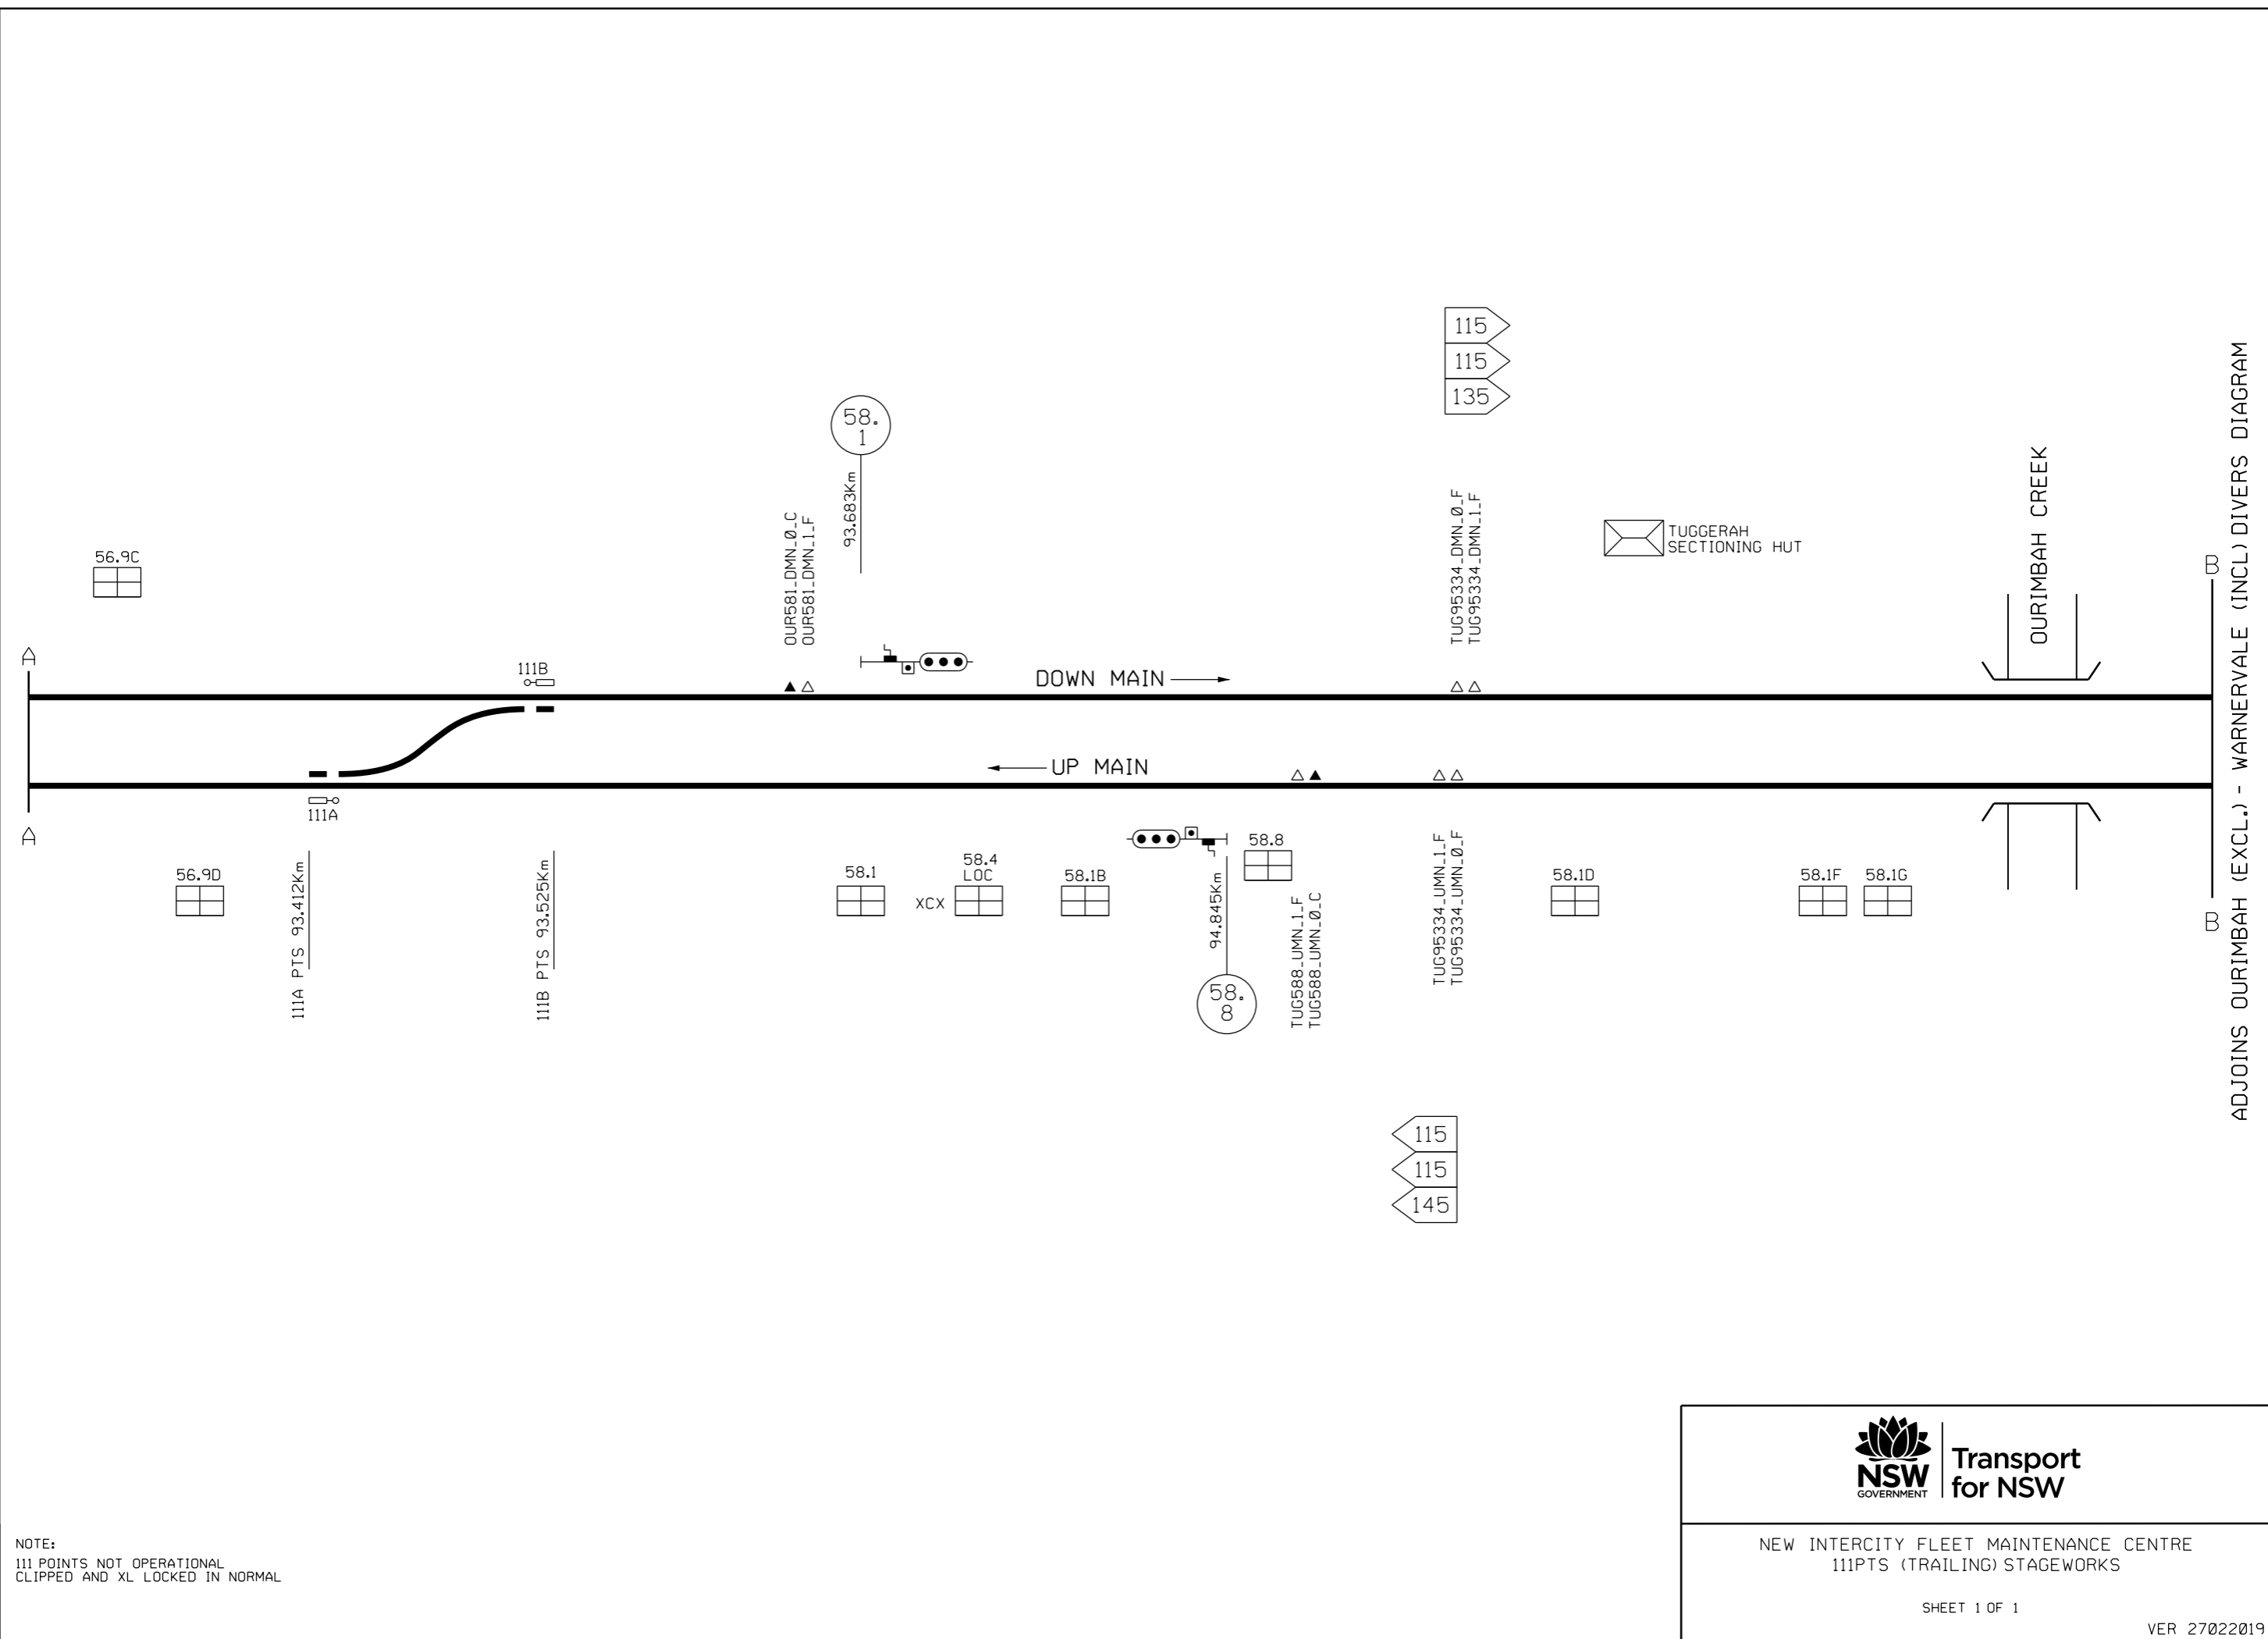 115
115
135
58.
1
93.683Km
OUR581_DMN_0_C
OUR581_DMN_1_F
TUG95334_DMN_0_F
TUG95334_DMN_1_F
TUGGERAH
SECTIONING HUT
OURIMBAH CREEK
56.9C
A
111B
DOWN MAIN
B
ADJOINS OURIMBAH (EXCL.) - WARNERVALE (INCL) DIVERS DIAGRAM
UP MAIN
A
111A
56.9D
111A PTS 93.412Km
111B PTS 93.525Km
58.1
XCX
58.4
LOC
58.1B
94.845Km
58.
8
58.8
TUG588_UMN_1_F
TUG588_UMN_0_C
TUG95334_UMN_1_F
TUG95334_UMN_0_F
58.1D
58.1F
58.1G
B
115
115
145
NOTE:
111 POINTS NOT OPERATIONAL
CLIPPED AND XL LOCKED IN NORMAL
NSW
GOVERNMENT
Transport
for NSW
NEW INTERCITY FLEET MAINTENANCE CENTRE
111PTS (TRAILING) STAGEWORKS
SHEET 1 OF 1
VER 27022019